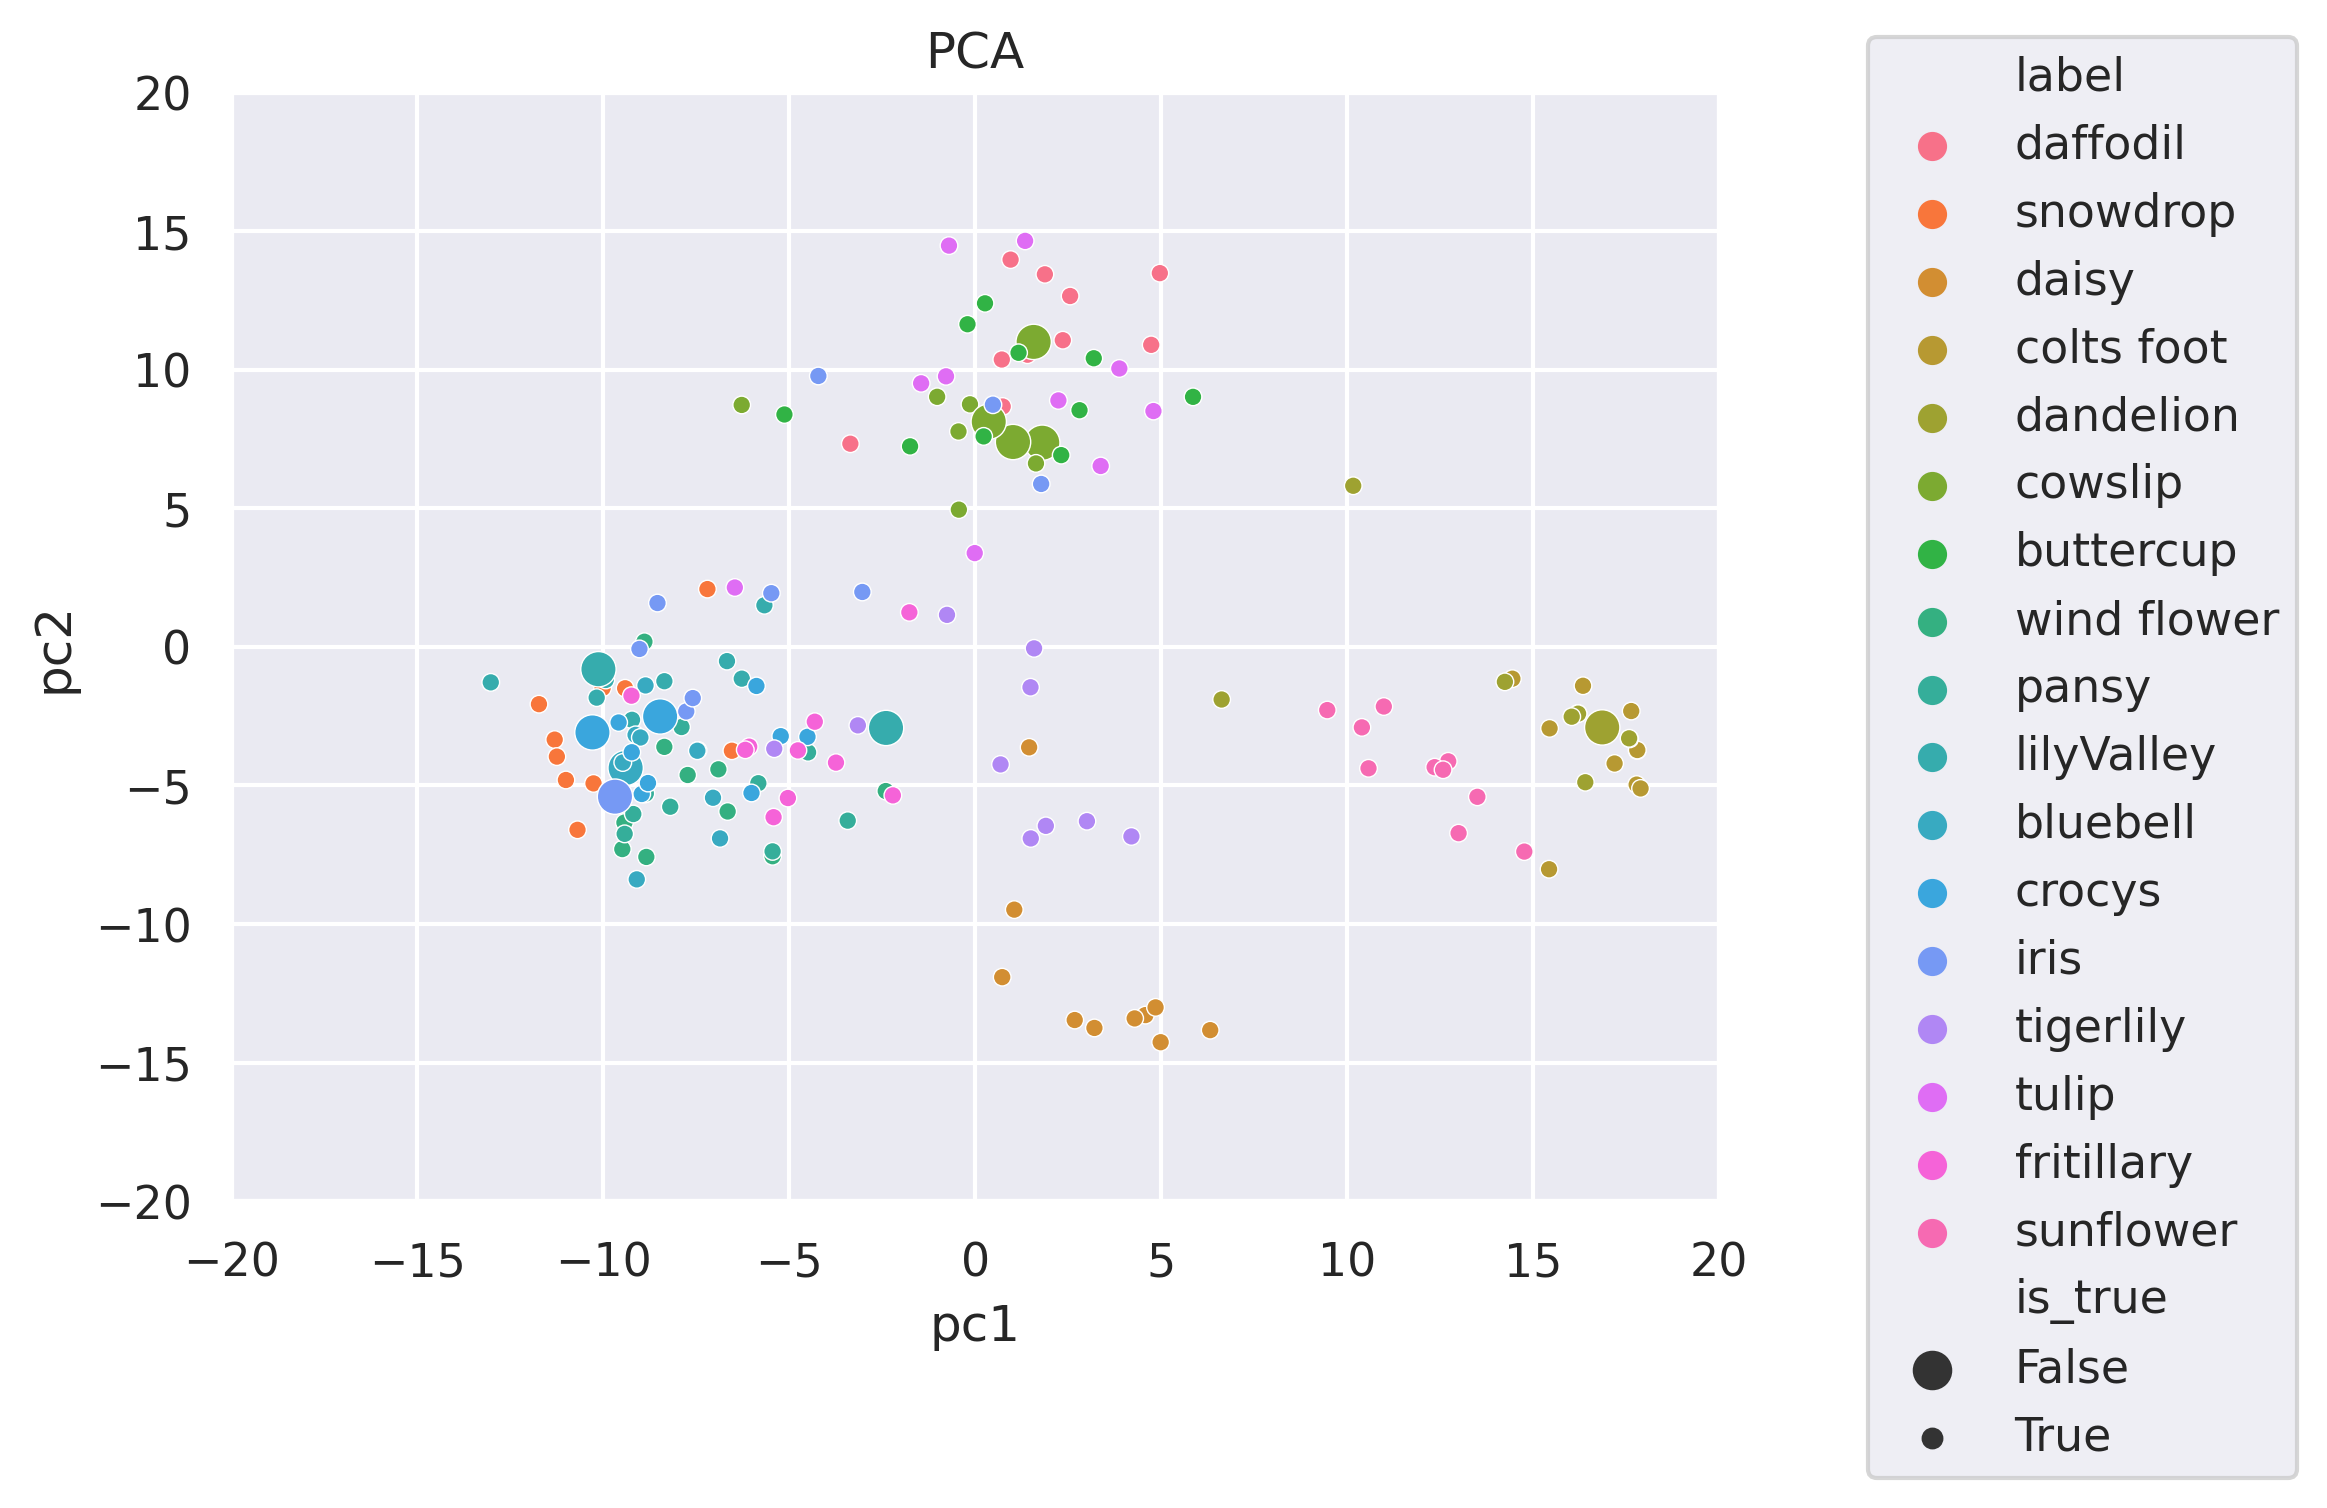 PCA
20
15
10
5
0
−5
−10
−15
−20
pc2
−20 −15 −10 −5 0 5 10 15 20
pc1
label
daffodil
snowdrop
daisy
colts foot
dandelion
cowslip
buttercup
wind flower
pansy
lilyValley
bluebell
crocys
iris
tigerlily
tulip
fritillary
sunflower
is_true
False
True